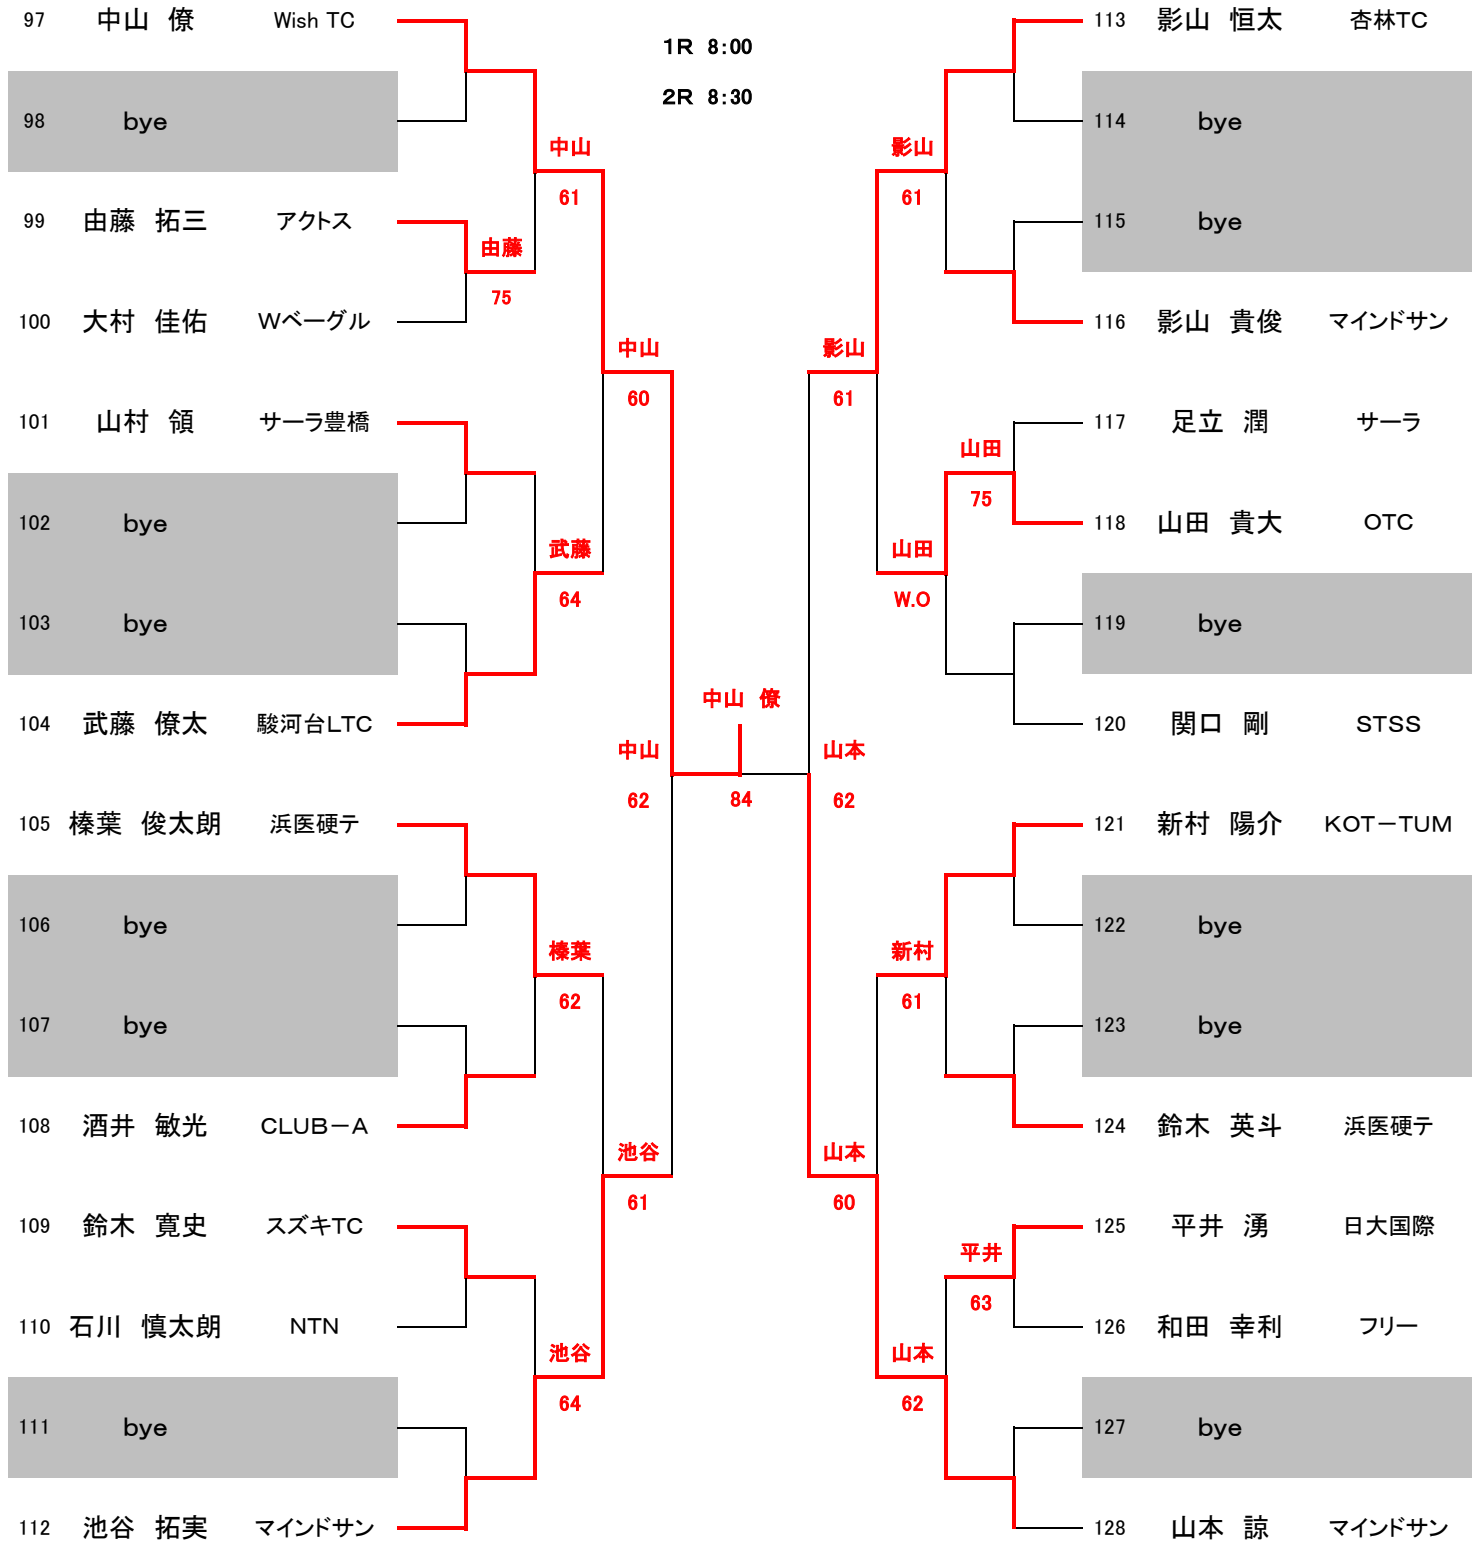 1R 8:00
2R 8:30
97 中山 僚 Wish TC
98 bye
中山
61
99 由藤 拓三 アクトス
由藤
75
100 大村 佳佑 Wベーグル
中山
60
101 山村 領 サーラ豊橋
102 bye
武藤
64
103 bye
104 武藤 僚太 駿河台LTC
中山
62
105 榛葉 俊太朗 浜医硬テ
106 bye
榛葉
62
107 bye
108 酒井 敏光 CLUB－A
池谷
61
109 鈴木 寛史 スズキTC
110 石川 慎太朗 NTN
池谷
64
111 bye
112 池谷 拓実 マインドサン
中山 僚
84
113 影山 恒太 杏林TC
114 bye
影山
61
115 bye
116 影山 貴俊 マインドサン
影山
61
117 足立 潤 サーラ
山田
75
118 山田 貴大 OTC
山田
W.O
119 bye
120 関口 剛 STSS
山本
62
121 新村 陽介 KOT－TUM
122 bye
新村
61
123 bye
124 鈴木 英斗 浜医硬テ
山本
60
125 平井 湧 日大国際
平井
63
126 和田 幸利 フリー
山本
62
127 bye
128 山本 諒 マインドサン